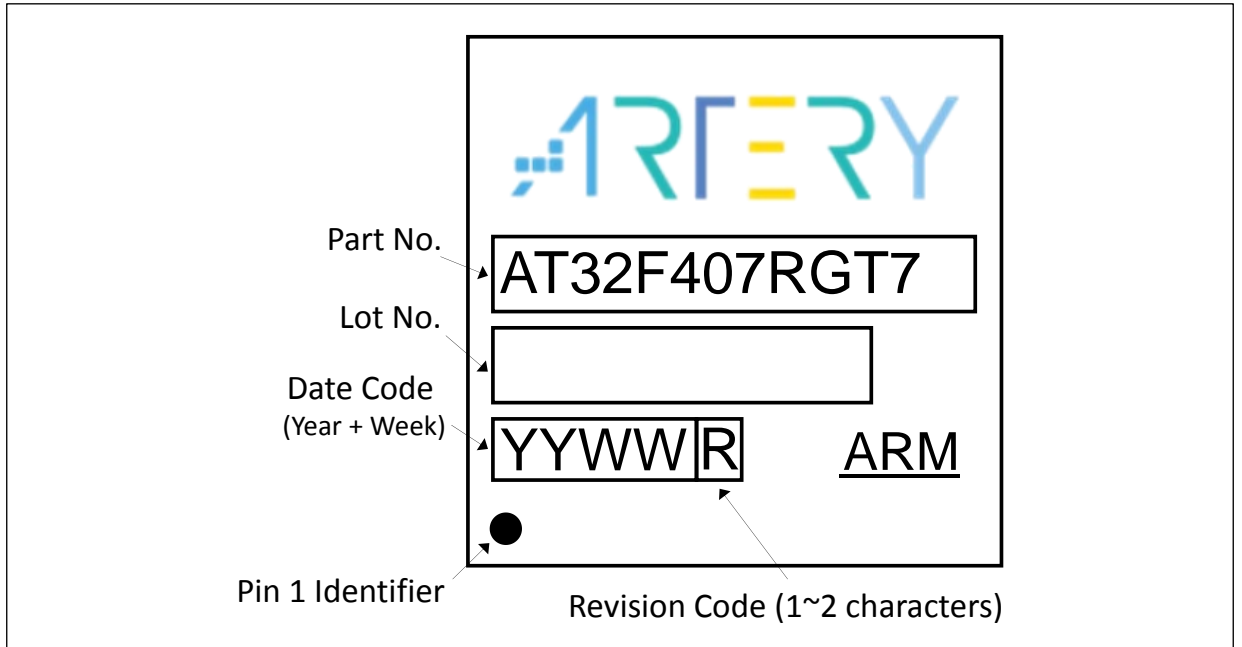 ARTERY
Part No.
AT32F407RGT7
Lot No.
Date Code
(Year + Week)
YYWW R
ARM
Pin 1 Identifier
Revision Code (1~2 characters)